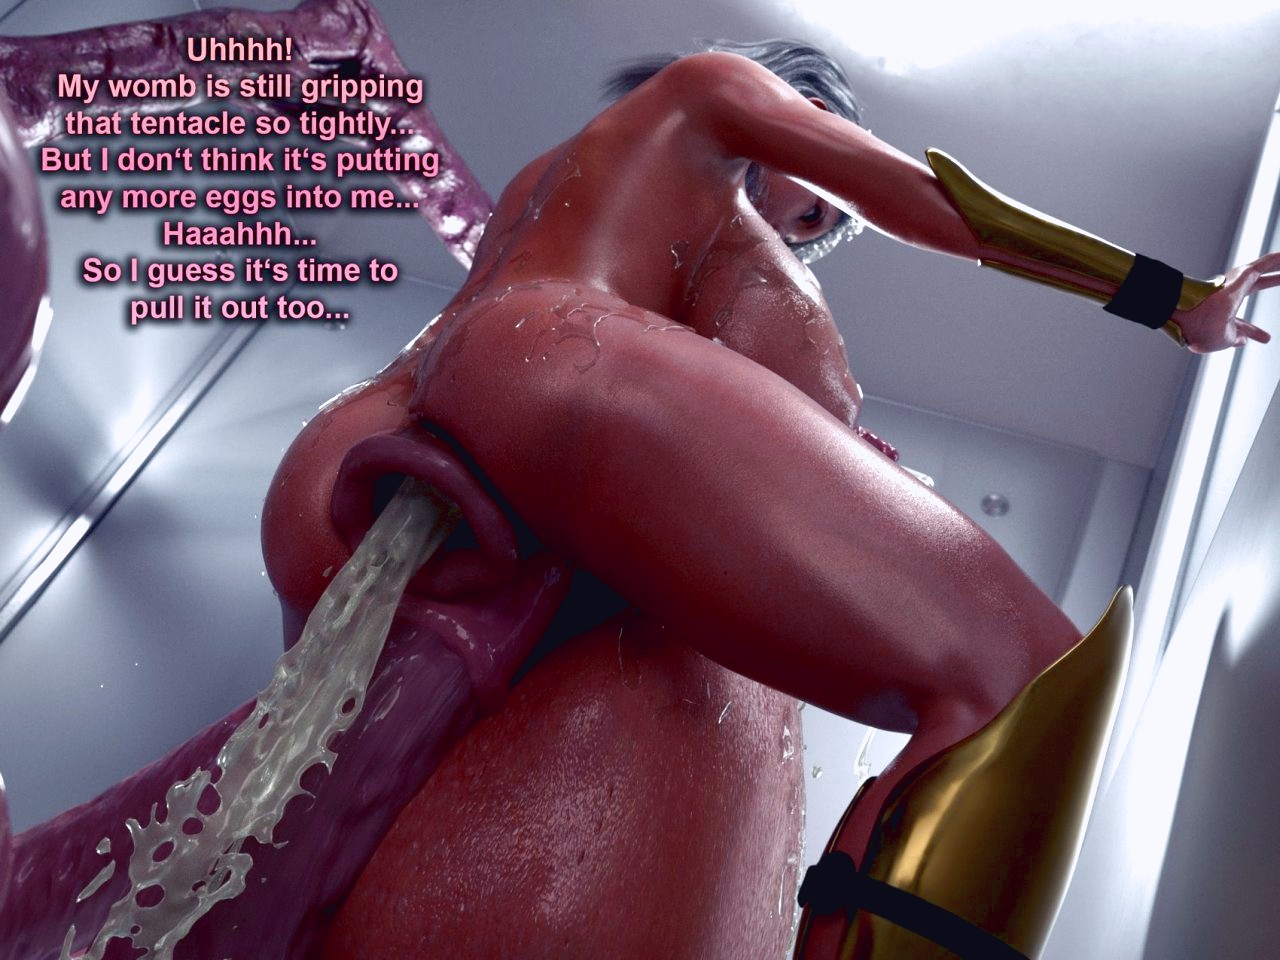 Uhhhh!
My womb is still gripping
that tentacle so tightly...
But I don‘t think it‘s putting
any more eggs into me...
Haaahhh...
So I guess it‘s time to
pull it out too...